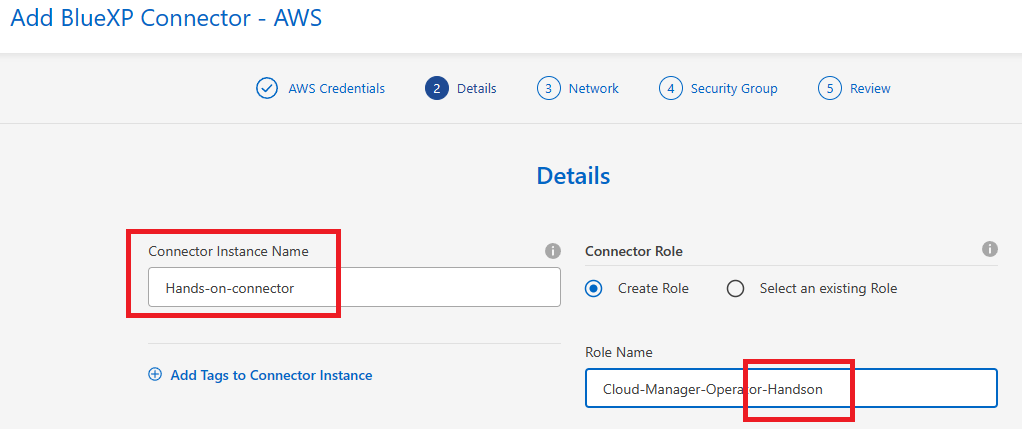 Add BlueXP Connector - AWS
AWS Credentials
2 Details
3 Network
4 Security Group
5 Review
Details
Connector Instance Name
Hands-on-connector
Add Tags to Connector Instance
Connector Role
Create Role
Select an existing Role
Role Name
Cloud-Manager-Operator-Handson